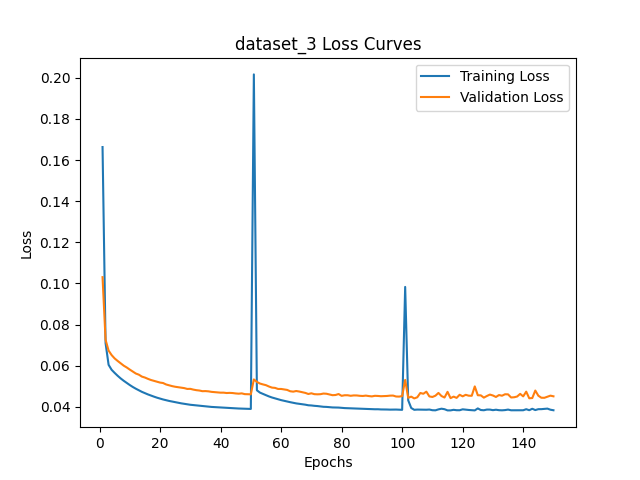 dataset_3 Loss Curves
Training Loss
Validation Loss
0.20
0.18
0.16
0.14
0.12
0.10
0.08
0.06
0.04
Loss
0 20 40 60 80 100 120 140
Epochs